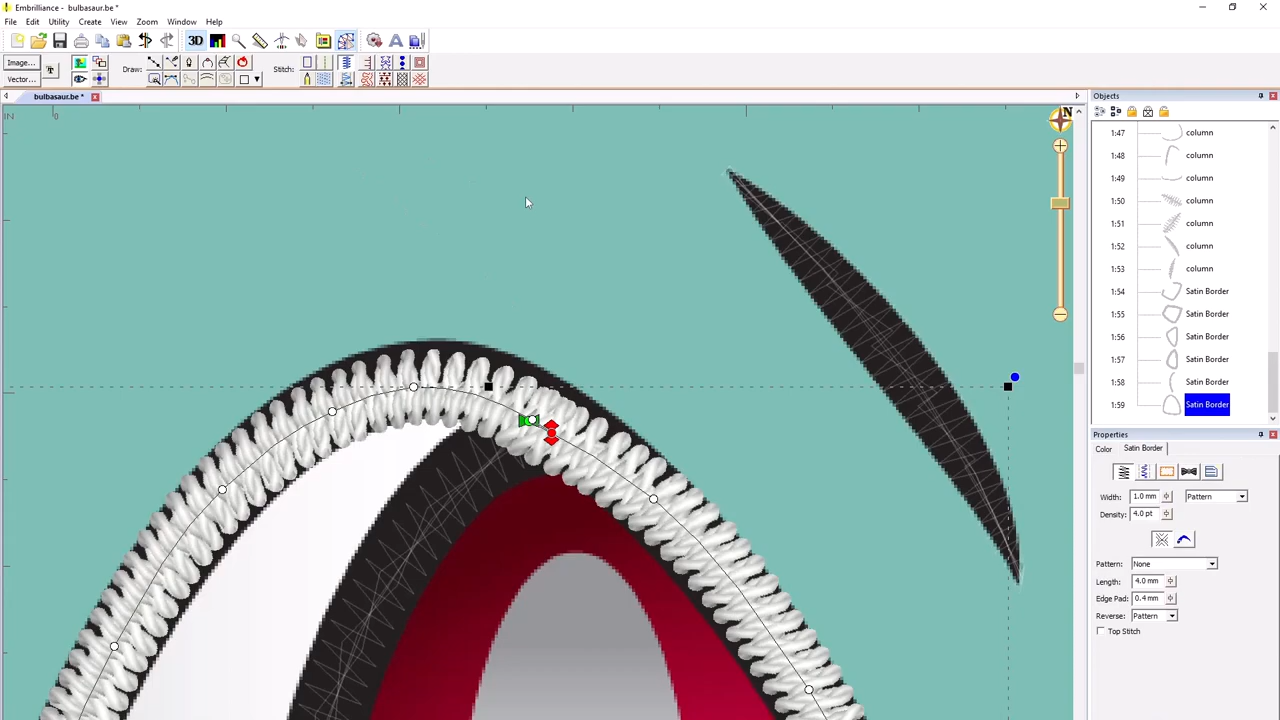 Embrilliance - bulbasaur.be *
File Edit Utility Create View Zoom Window Help
3D
Image... T Draw: Stitch:
Vector...
bulbasaur.be *
IN 0
N
Objects
1:47 column
1:48 column
1:49 column
1:50 column
1:51 column
1:52 column
1:53 column
1:54 Satin Border
1:55 Satin Border
1:56 Satin Border
1:57 Satin Border
1:58 Satin Border
1:59 Satin Border
Properties
Color Satin Border
Width: 1.0 mm Pattern
Density: 4.0 pt
Pattern: None
Length: 4.0 mm
Edge Pad: 0.4 mm
Reverse: Pattern
Top Stitch